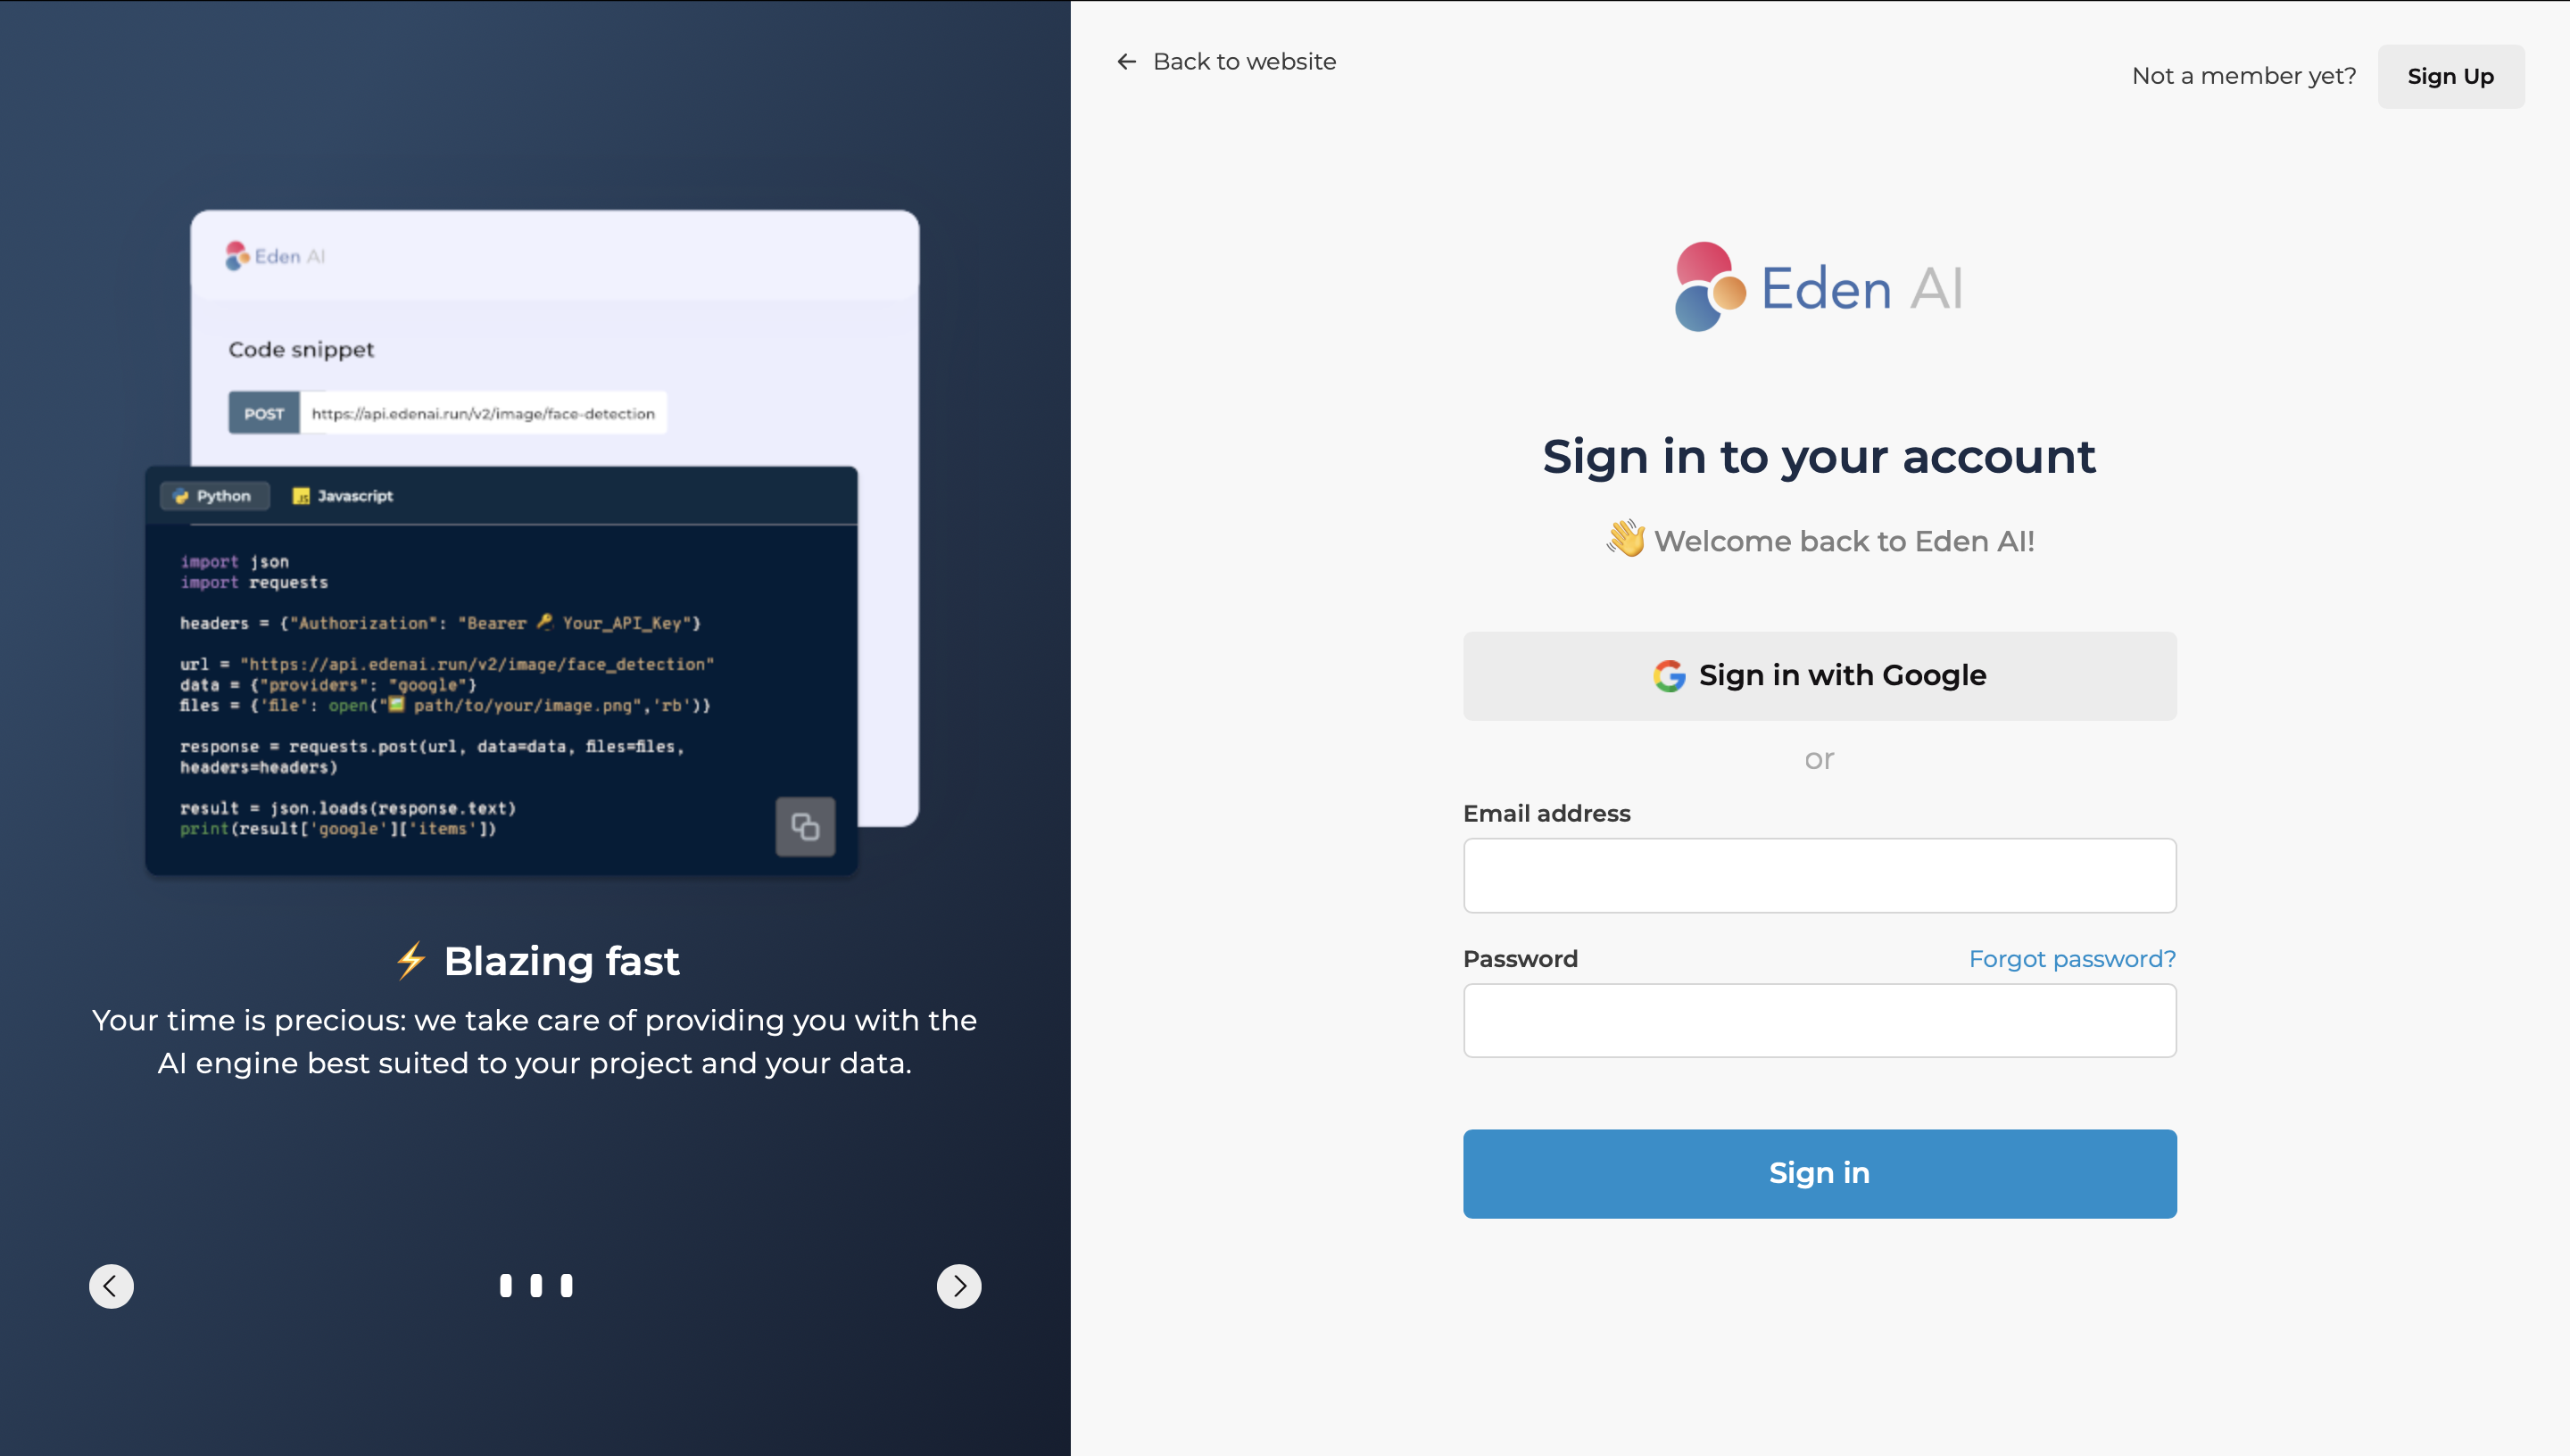 Eden AI
Code snippet
POST https://api.edenai.run/v2/image/face-detection
Python Javascript
import json
import requests
headers = {"Authorization": "Bearer 🔑 Your_API_Key"}
url = "https://api.edenai.run/v2/image/face_detection"
data = {"providers": "google"}
files = {'file': open("🖼️ path/to/your/image.png",'rb')}
response = requests.post(url, data=data, files=files,
headers=headers)
result = json.loads(response.text)
print(result['google']['items'])
⚡ Blazing fast
Your time is precious: we take care of providing you with the
AI engine best suited to your project and your data.
← Back to website
Not a member yet? Sign Up
Eden AI
Sign in to your account
👋 Welcome back to Eden AI!
Sign in with Google
or
Email address
Password Forgot password?
Sign in